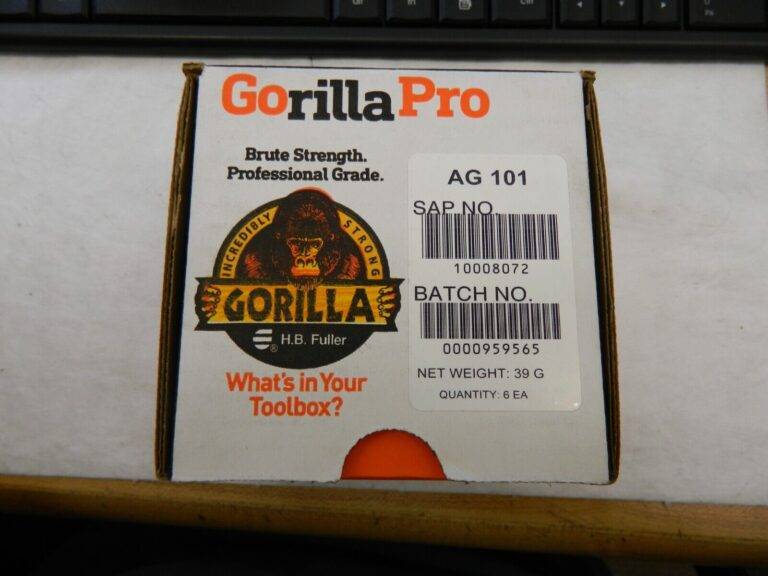 GorillaPro
Brute Strength.
Professional Grade.
INCREDIBLY STRONG
GORILLA
® H.B. Fuller
What's in Your
Toolbox?
AG 101
SAP NO.
10008072
BATCH NO.
0000959565
NET WEIGHT: 39 G
QUANTITY: 6 EA